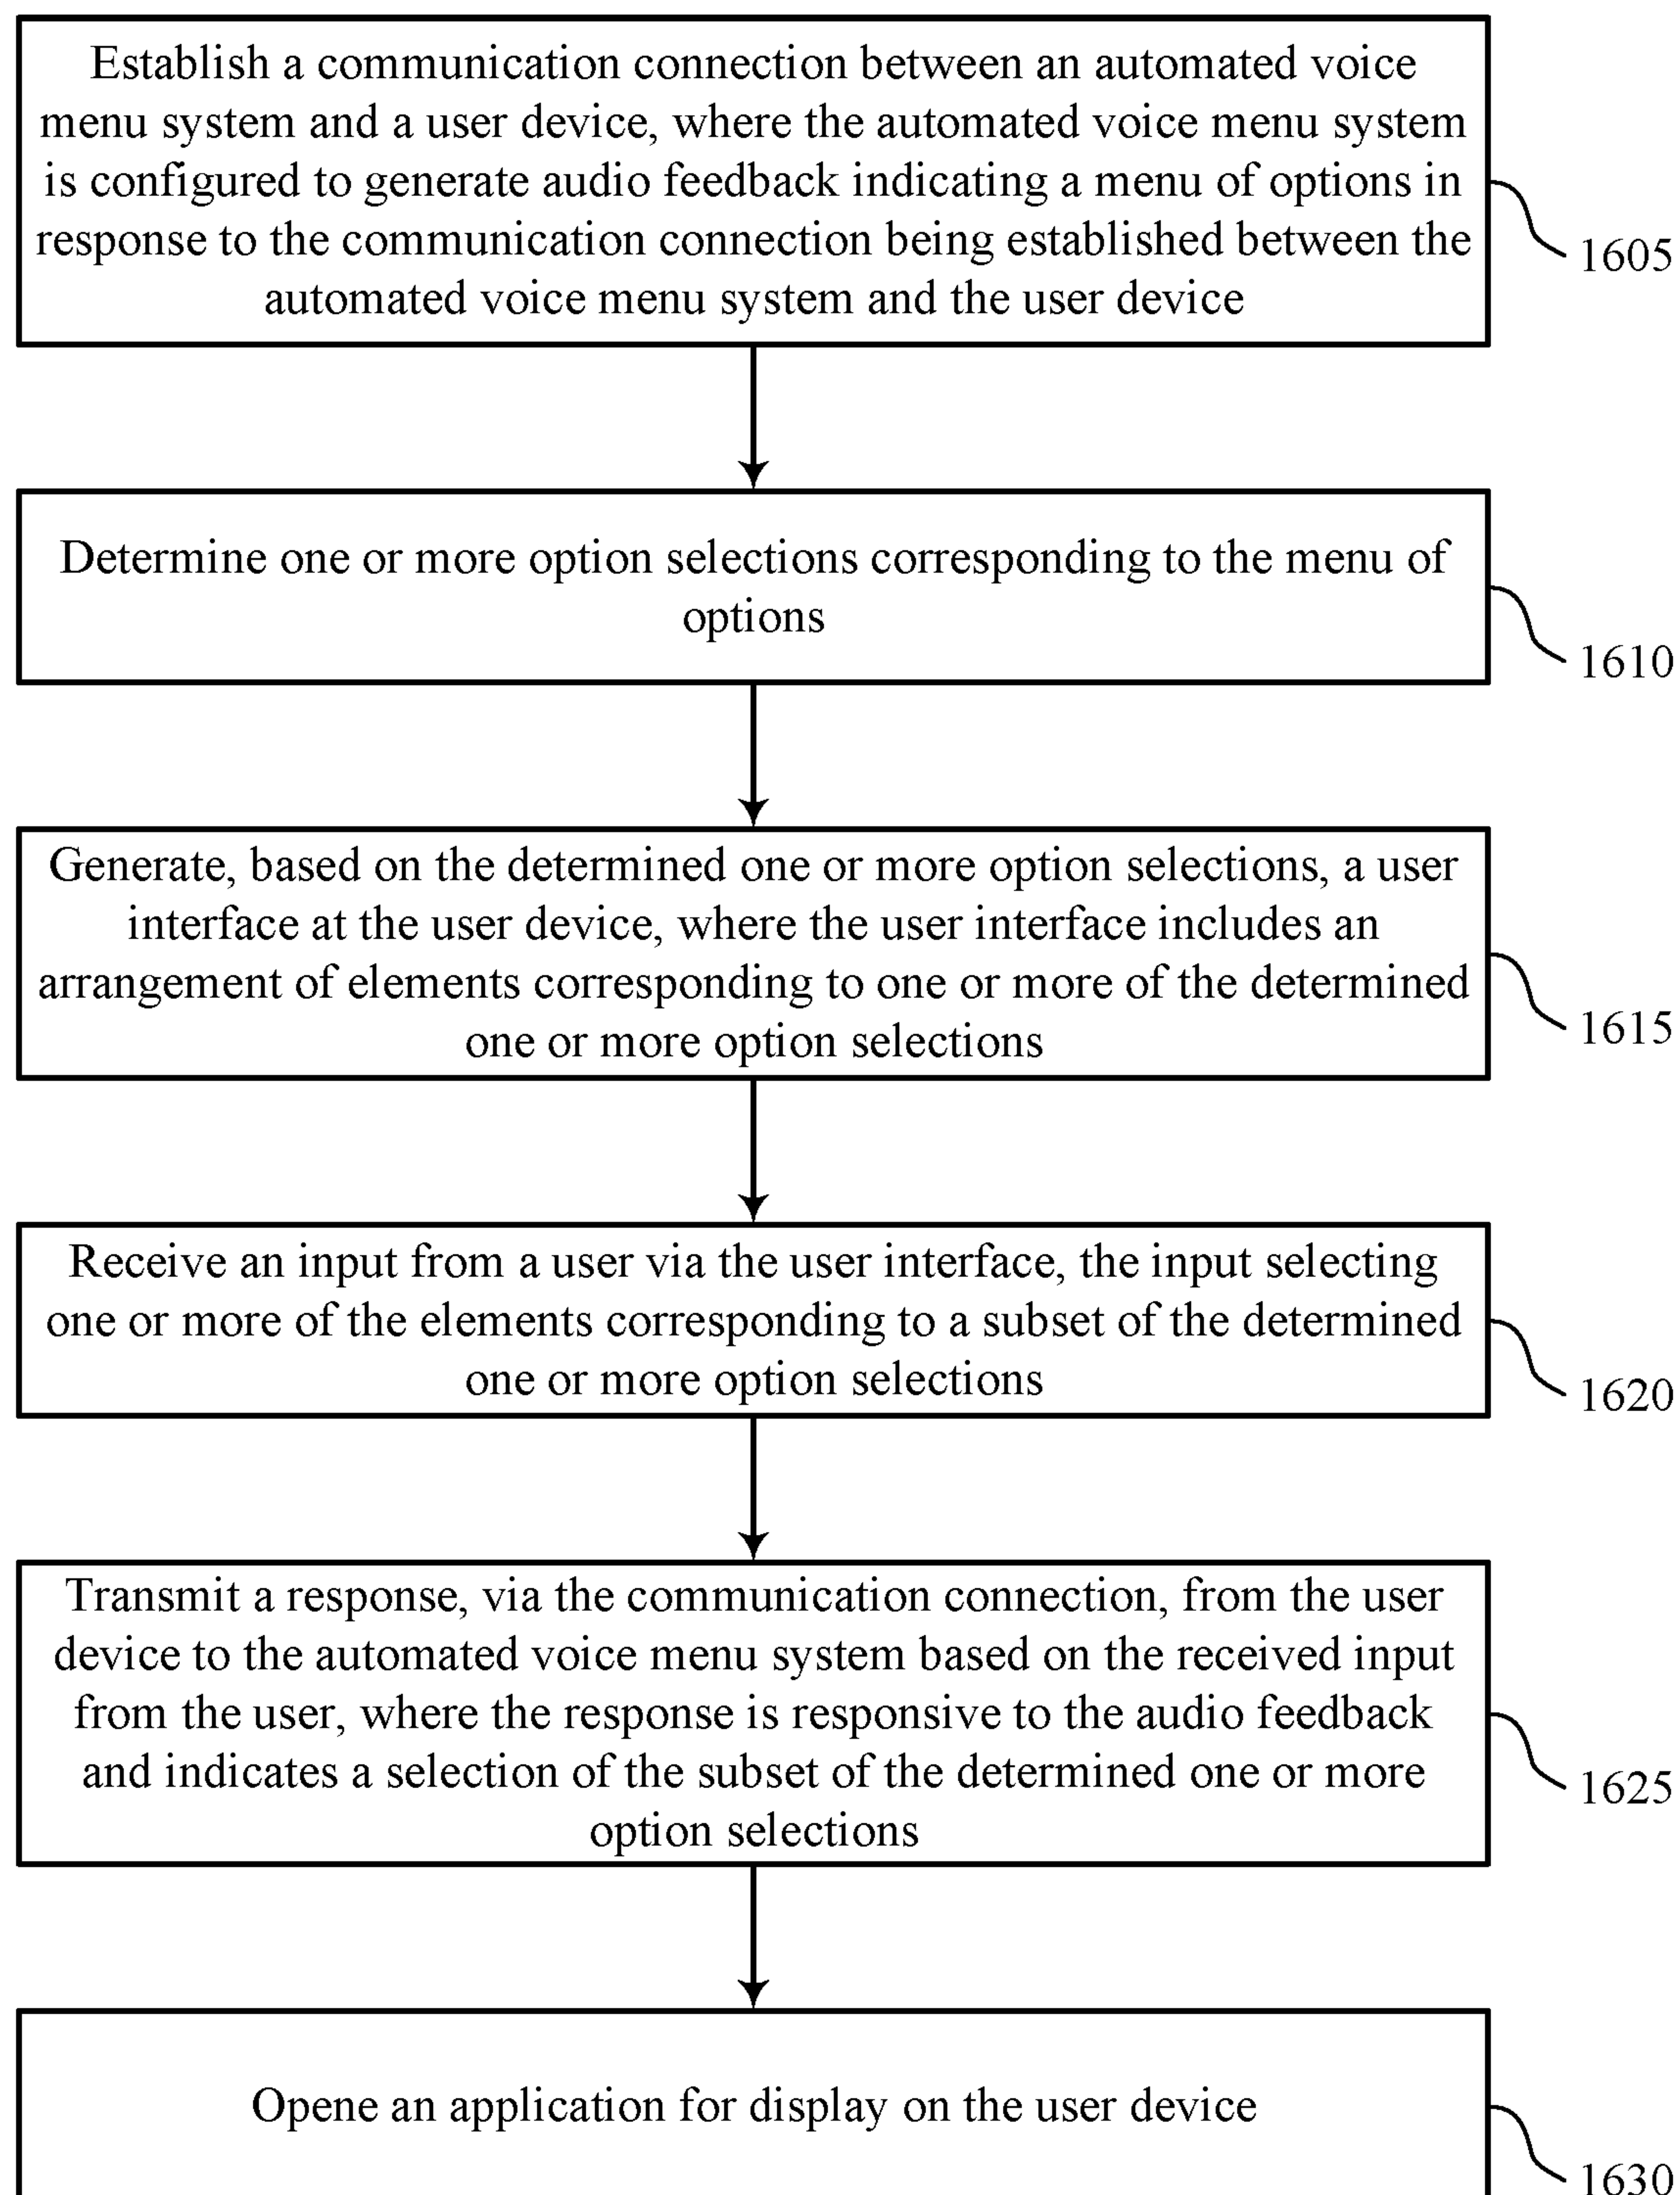 Establish a communication connection between an automated voice
menu system and a user device, where the automated voice menu system
is configured to generate audio feedback indicating a menu of options in
response to the communication connection being established between the
automated voice menu system and the user device
1605
Determine one or more option selections corresponding to the menu of
options
1610
Generate, based on the determined one or more option selections, a user
interface at the user device, where the user interface includes an
arrangement of elements corresponding to one or more of the determined
one or more option selections
1615
Receive an input from a user via the user interface, the input selecting
one or more of the elements corresponding to a subset of the determined
one or more option selections
1620
Transmit a response, via the communication connection, from the user
device to the automated voice menu system based on the received input
from the user, where the response is responsive to the audio feedback
and indicates a selection of the subset of the determined one or more
option selections
1625
Opene an application for display on the user device
1630